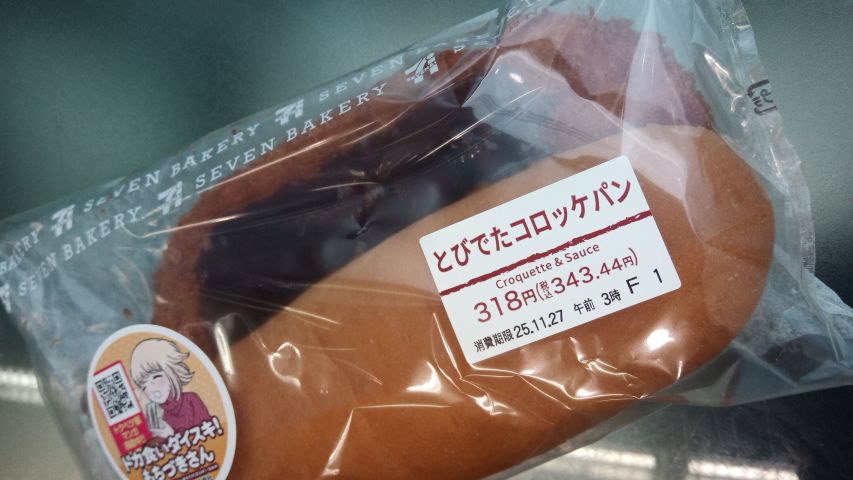 SEVEN BAKERY
SEVEN BAKERY
SEVEN BAKERY
SEVEN BAKERY
とびでたコロッケパン
Croquette & Sauce
318円(税込343.44円)
消費期限 25.11.27 午前 3時 F 1
ドカ食いダイスキ!
もちづきさん